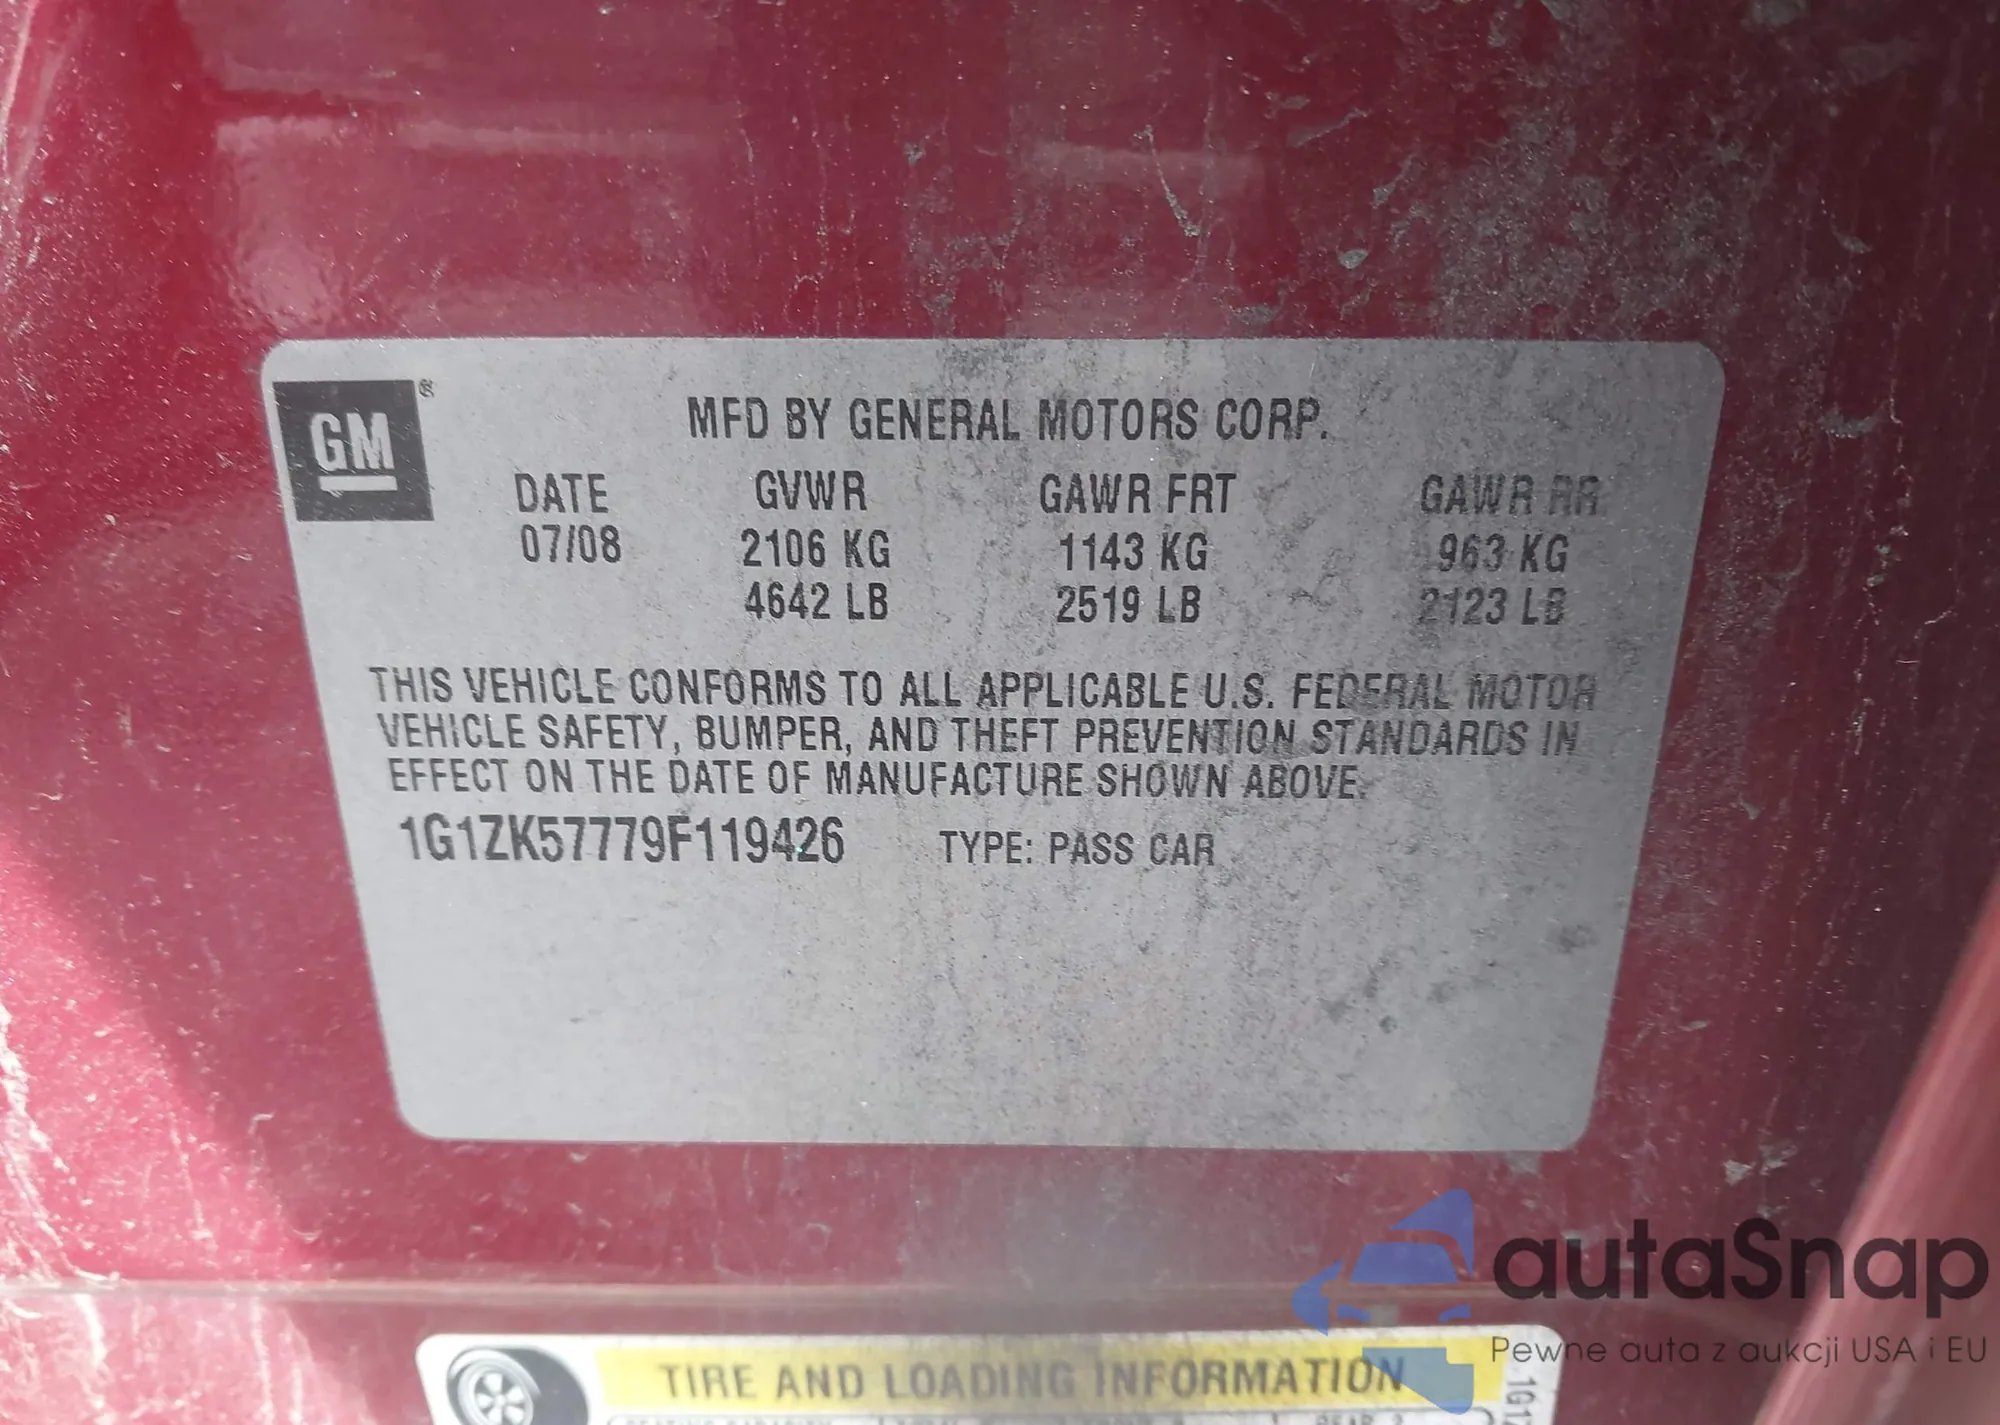 GM®
MFD BY GENERAL MOTORS CORP.
DATE GVWR GAWR FRT GAWR RR
07/08 2106 KG 1143 KG 963 KG
4642 LB 2519 LB 2123 LB
THIS VEHICLE CONFORMS TO ALL APPLICABLE U.S. FEDERAL MOTOR
VEHICLE SAFETY, BUMPER, AND THEFT PREVENTION STANDARDS IN
EFFECT ON THE DATE OF MANUFACTURE SHOWN ABOVE.
1G1ZK57779F119426 TYPE: PASS CAR
autaSnap
Pewne auta z aukcji USA i EU
TIRE AND LOADING INFORMATION